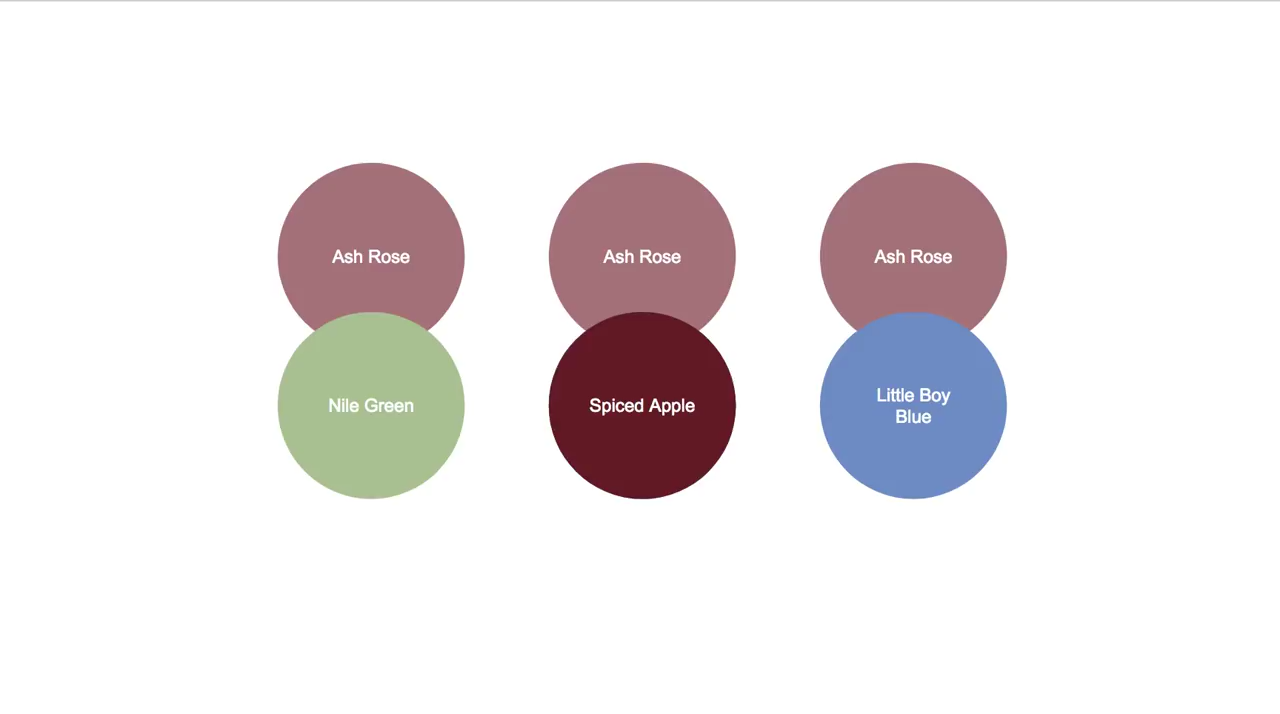 Ash Rose
Ash Rose
Ash Rose
Nile Green
Spiced Apple
Little Boy
Blue